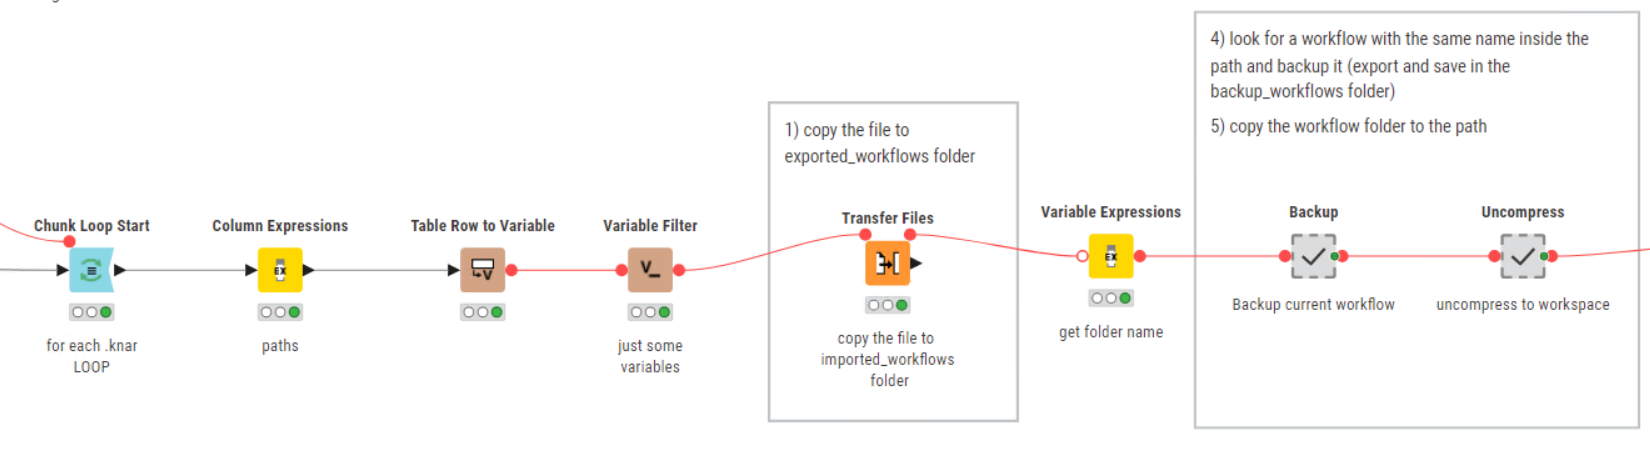 4) look for a workflow with the same name inside the
path and backup it (export and save in the
backup_workflows folder)
5) copy the workflow folder to the path
1) copy the file to
exported_workflows folder
Chunk Loop Start
Column Expressions
Table Row to Variable
Variable Filter
Transfer Files
Variable Expressions
Backup
Uncompress
EX
V
V_
EX
for each .knar
LOOP
paths
just some
variables
copy the file to
imported_workflows
folder
get folder name
Backup current workflow
uncompress to workspace